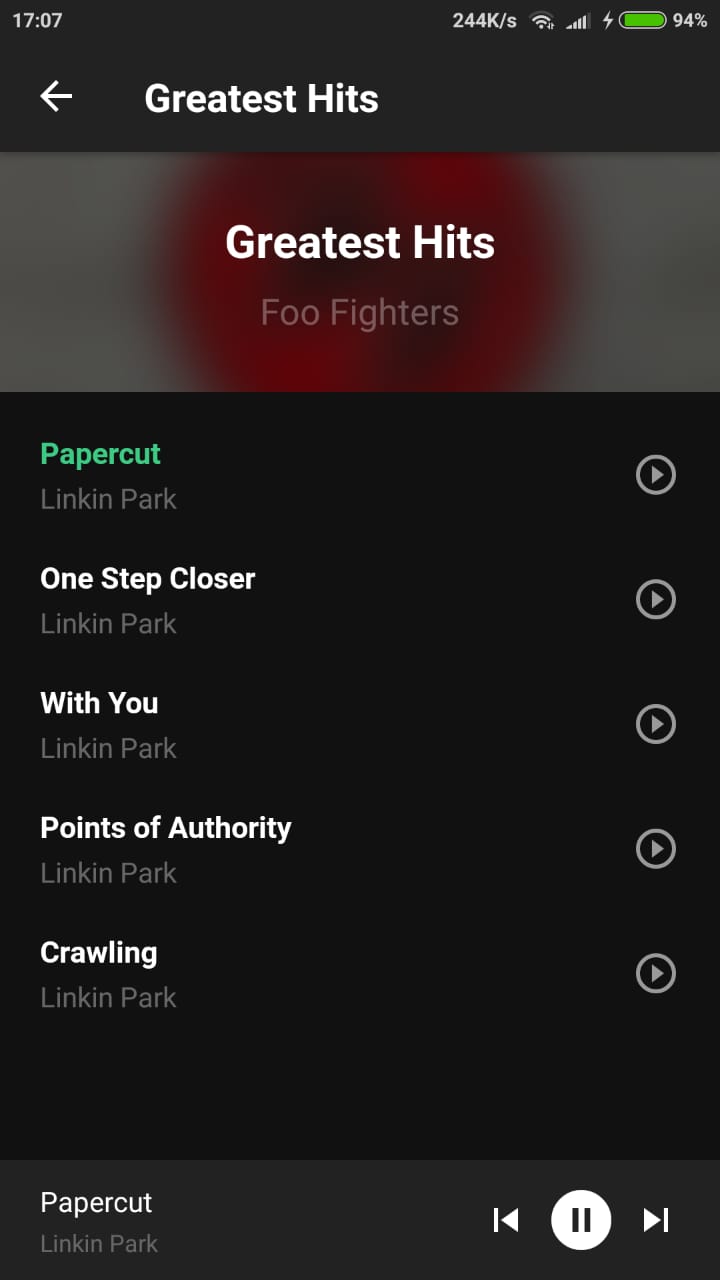 17:07 244K/s 94%
Greatest Hits
Greatest Hits
Foo Fighters
Papercut
Linkin Park
One Step Closer
Linkin Park
With You
Linkin Park
Points of Authority
Linkin Park
Crawling
Linkin Park
Papercut
Linkin Park